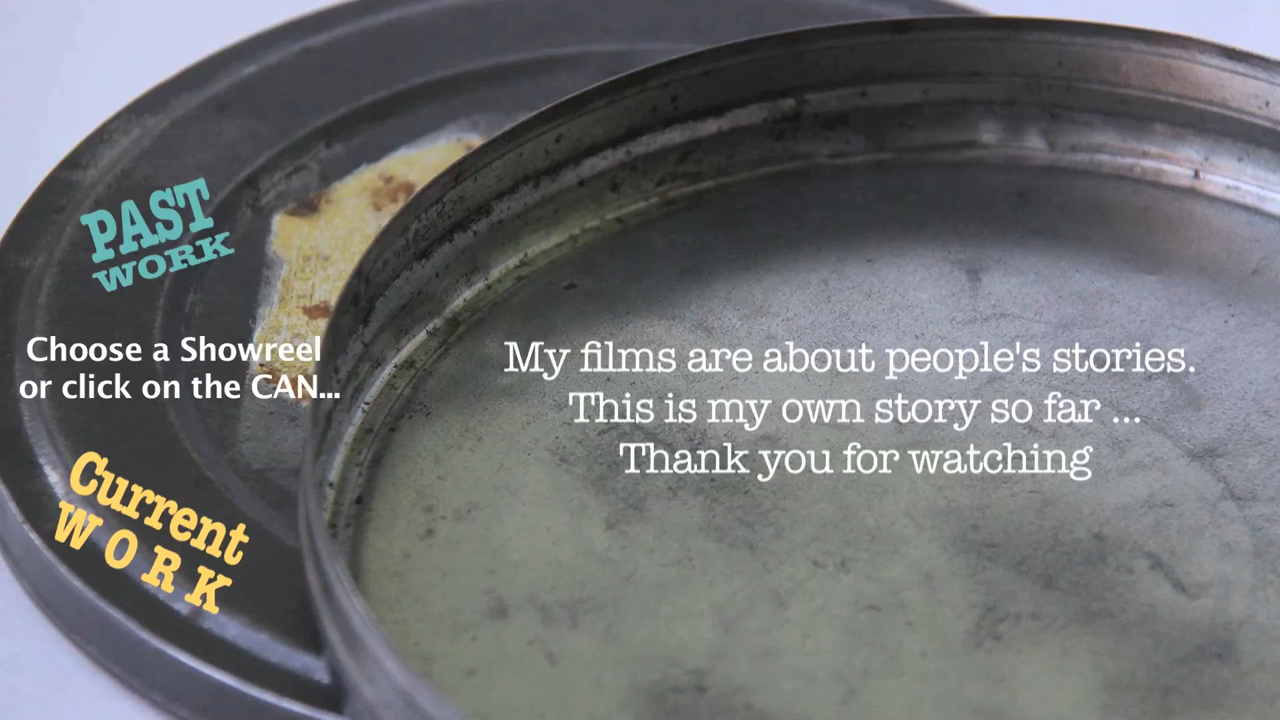 PAST
WORK
Choose a Showreel
or click on the CAN...
Current
WORK
My films are about people's stories.
This is my own story so far ...
Thank you for watching